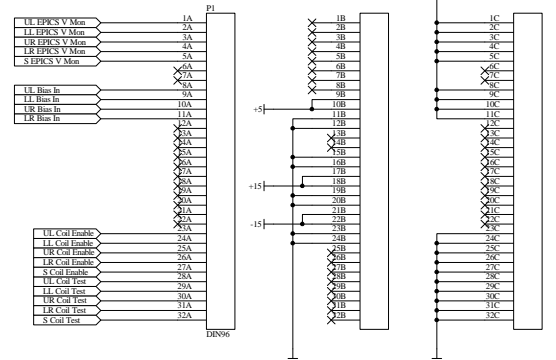 P1
UL EPICS V Mon 1A
LL EPICS V Mon 2A
UR EPICS V Mon 3A
LR EPICS V Mon 4A
S EPICS V Mon 5A
6A
7A
8A
UL Bias In 9A
LL Bias In 10A
UR Bias In 11A
LR Bias In
12A
13A
14A
15A
16A
17A
18A
19A
20A
21A
22A
23A
UL Coil Enable 24A
LL Coil Enable 25A
UR Coil Enable 26A
LR Coil Enable 27A
S Coil Enable 28A
UL Coil Test 29A
LL Coil Test 30A
UR Coil Test 31A
LR Coil Test 32A
S Coil Test
DIN96
1B
2B
3B
4B
5B
6B
7B
8B
9B
10B
+5
11B
12B
13B
14B
15B
16B
17B
18B
+15
19B
20B
21B
22B
-15
23B
24B
25B
26B
27B
28B
29B
30B
31B
32B
1C
2C
3C
4C
5C
6C
7C
8C
9C
10C
11C
12C
13C
14C
15C
16C
17C
18C
19C
20C
21C
22C
23C
24C
25C
26C
27C
28C
29C
30C
31C
32C